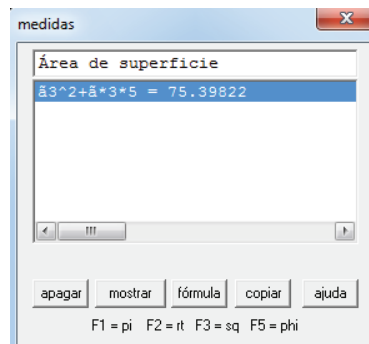 medidas
Área de superficie
ã3^2+ã*3*5 = 75.39822
apagar mostrar fórmula copiar ajuda
F1 = pi F2 = rt F3 = sq F5 = phi